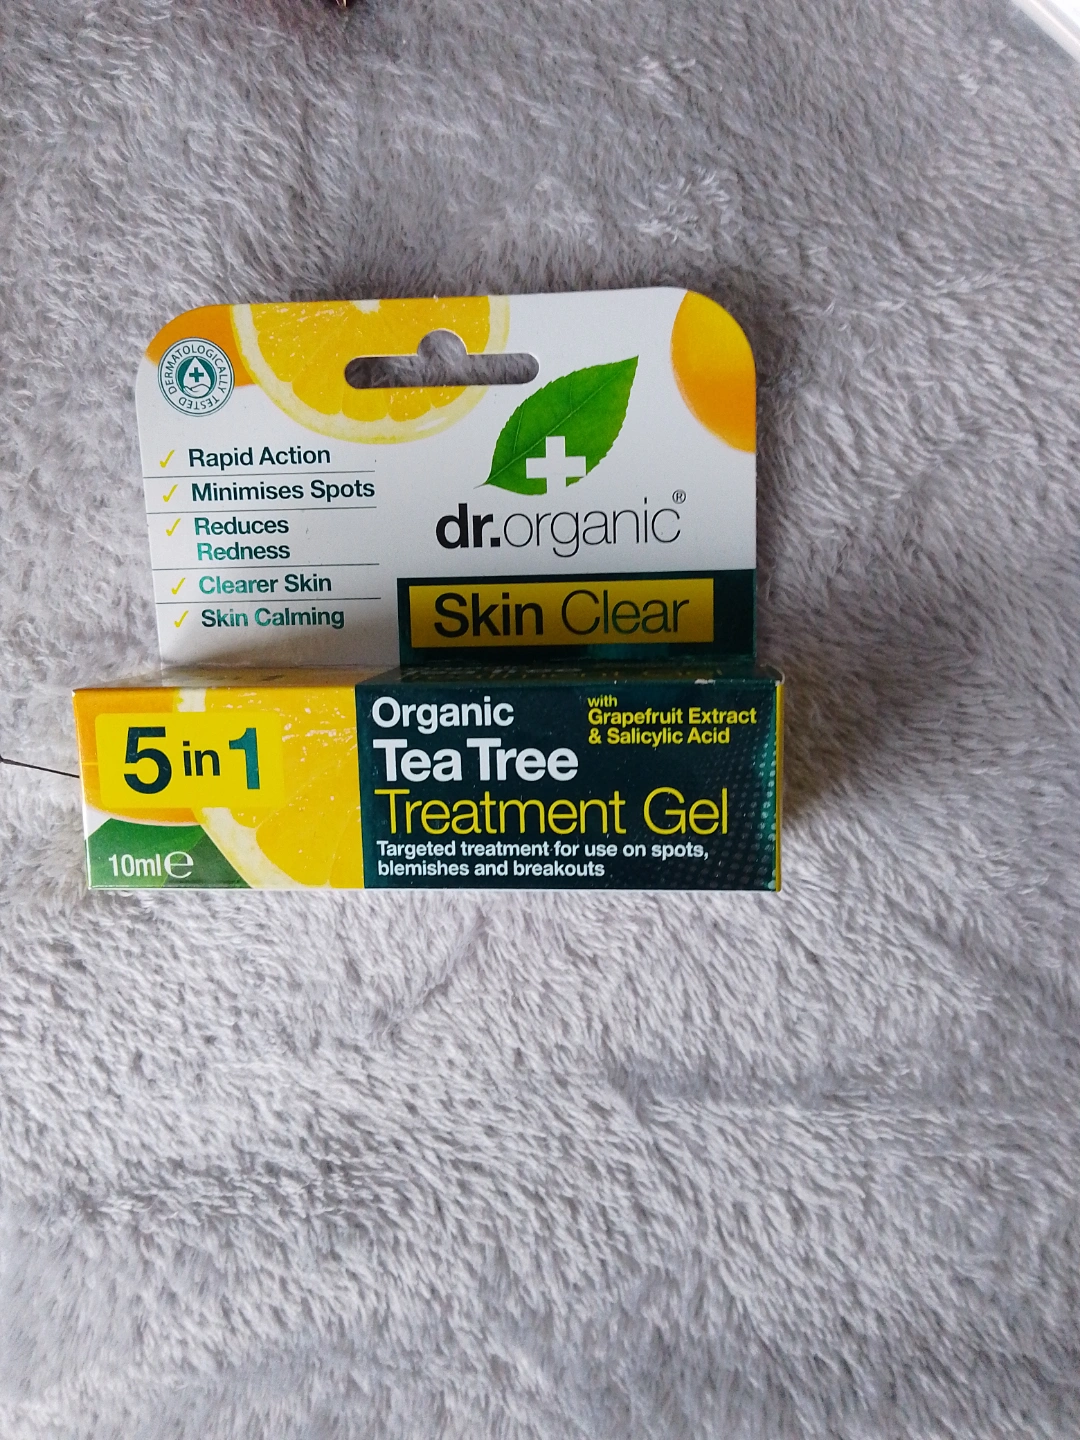 DERMATOLOGICALLY TESTED
✓ Rapid Action
✓ Minimises Spots
✓ Reduces
Redness
✓ Clearer Skin
✓ Skin Calming
dr.organic®
Skin Clear
5 in 1
10ml℮
Organic
Tea Tree
Treatment Gel
with
Grapefruit Extract
& Salicylic Acid
Targeted treatment for use on spots,
blemishes and breakouts